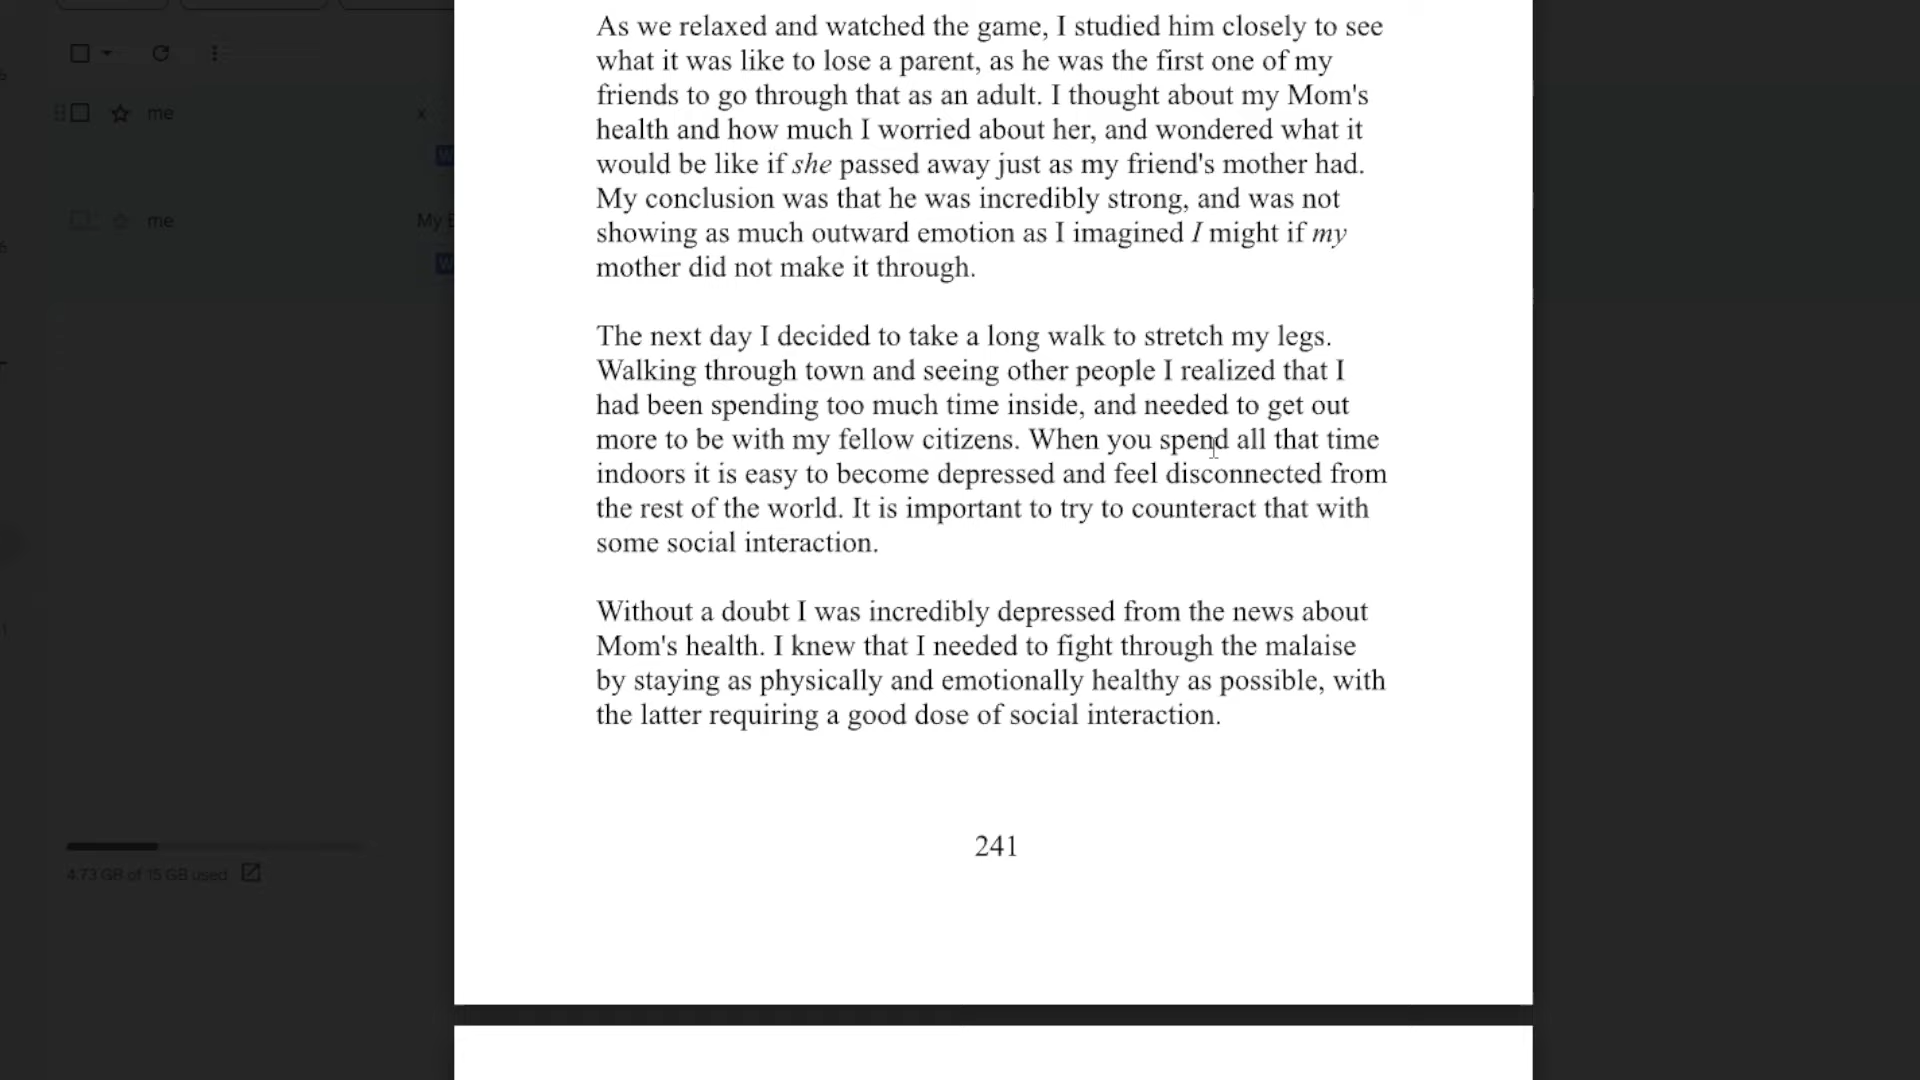 me
x
me
My
4.73 GB of 15 GB used
As we relaxed and watched the game, I studied him closely to see
what it was like to lose a parent, as he was the first one of my
friends to go through that as an adult. I thought about my Mom's
health and how much I worried about her, and wondered what it
would be like if she passed away just as my friend's mother had.
My conclusion was that he was incredibly strong, and was not
showing as much outward emotion as I imagined I might if my
mother did not make it through.
The next day I decided to take a long walk to stretch my legs.
Walking through town and seeing other people I realized that I
had been spending too much time inside, and needed to get out
more to be with my fellow citizens. When you spend all that time
indoors it is easy to become depressed and feel disconnected from
the rest of the world. It is important to try to counteract that with
some social interaction.
Without a doubt I was incredibly depressed from the news about
Mom's health. I knew that I needed to fight through the malaise
by staying as physically and emotionally healthy as possible, with
the latter requiring a good dose of social interaction.
241